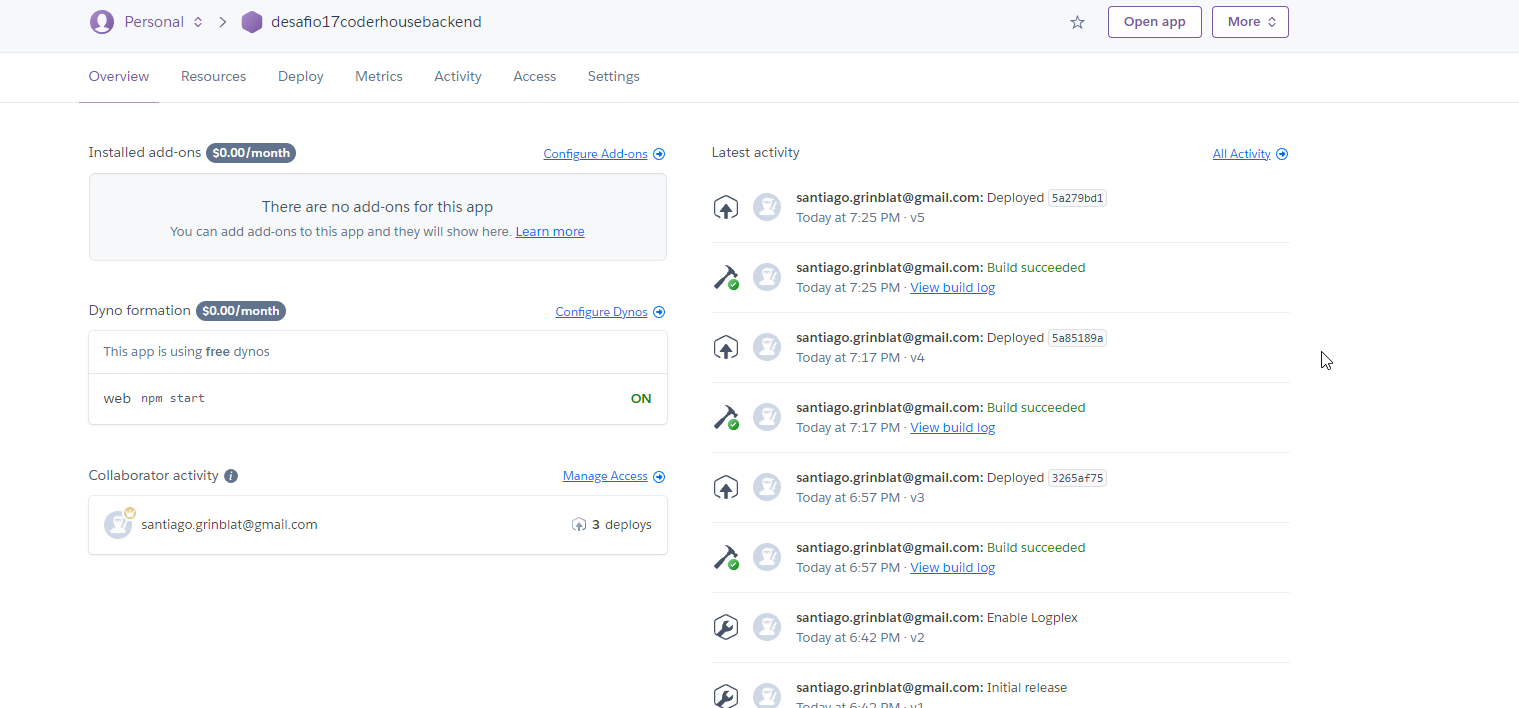 Personal desafio17coderhousebackend Open app More
Overview Resources Deploy Metrics Activity Access Settings
Installed add-ons $0.00/month Configure Add-ons
There are no add-ons for this app
You can add add-ons to this app and they will show here. Learn more
Dyno formation $0.00/month Configure Dynos
This app is using free dynos
web npm start ON
Collaborator activity Manage Access
santiago.grinblat@gmail.com 3 deploys
Latest activity All Activity
santiago.grinblat@gmail.com: Deployed 5a279bd1
Today at 7:25 PM · v5
santiago.grinblat@gmail.com: Build succeeded
Today at 7:25 PM · View build log
santiago.grinblat@gmail.com: Deployed 5a85189a
Today at 7:17 PM · v4
santiago.grinblat@gmail.com: Build succeeded
Today at 7:17 PM · View build log
santiago.grinblat@gmail.com: Deployed 3265af75
Today at 6:57 PM · v3
santiago.grinblat@gmail.com: Build succeeded
Today at 6:57 PM · View build log
santiago.grinblat@gmail.com: Enable Logplex
Today at 6:42 PM · v2
santiago.grinblat@gmail.com: Initial release
Today at 6:42 PM · v1